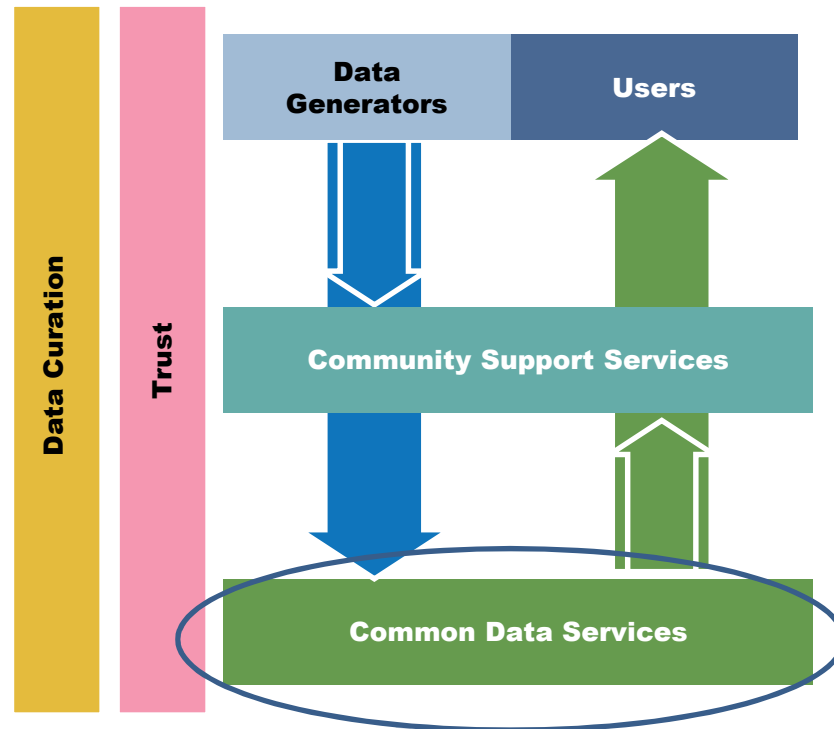 Data Curation
Trust
Data
Generators
Users
Community Support Services
Common Data Services